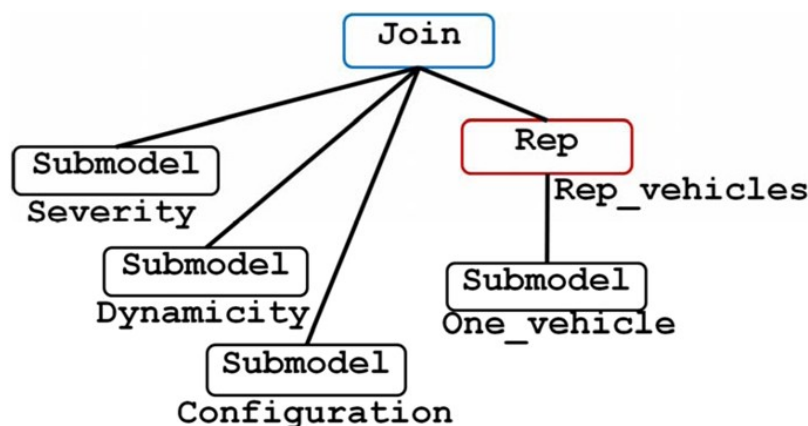 Join
Rep
Rep_vehicles
Submodel
Severity
Submodel
Dynamicity
Submodel
One_vehicle
Submodel
Configuration